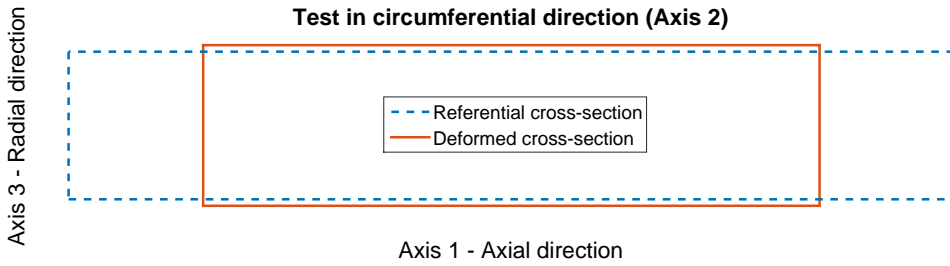 Test in circumferential direction (Axis 2)
Axis 3 - Radial direction
Referential cross-section
Deformed cross-section
Axis 1 - Axial direction